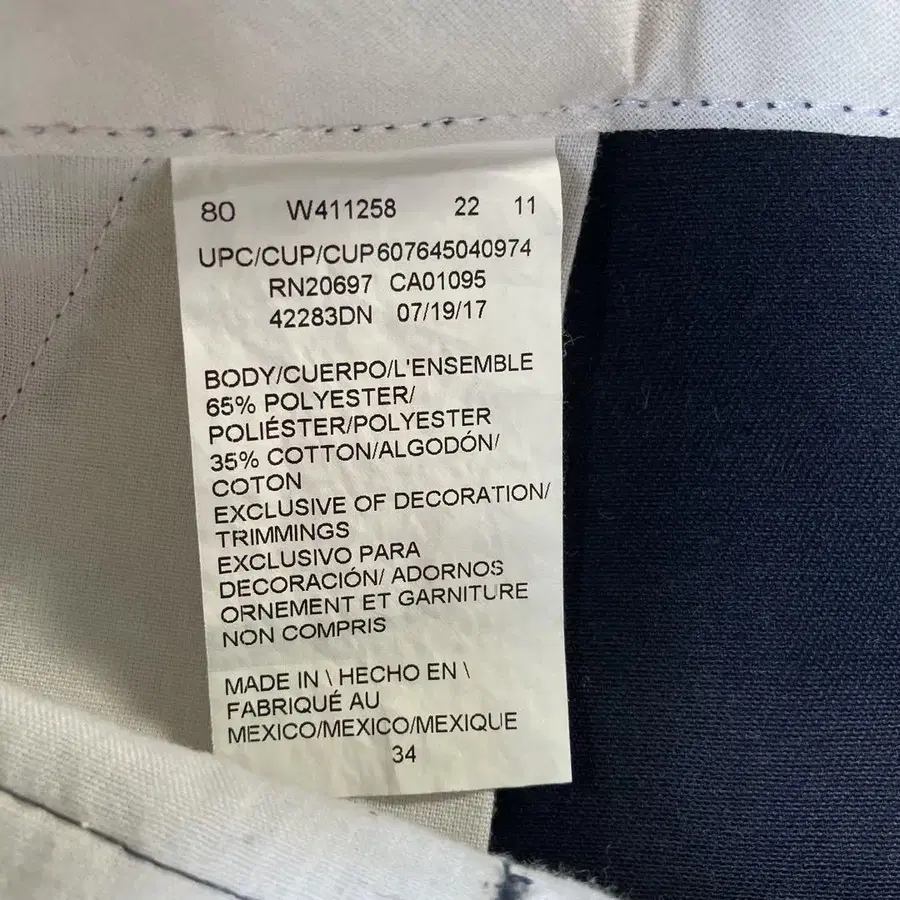 80 W411258 22 11
UPC/CUP/CUP607645040974
RN20697 CA01095
42283DN 07/19/17
BODY/CUERPO/L'ENSEMBLE
65% POLYESTER/
POLIÉSTER/POLYESTER
35% COTTON/ALGODÓN/
COTON
EXCLUSIVE OF DECORATION/
TRIMMINGS
EXCLUSIVO PARA
DECORACIÓN/ ADORNOS
ORNEMENT ET GARNITURE
NON COMPRIS
MADE IN \ HECHO EN \
FABRIQUÉ AU
MEXICO/MEXICO/MEXIQUE
34